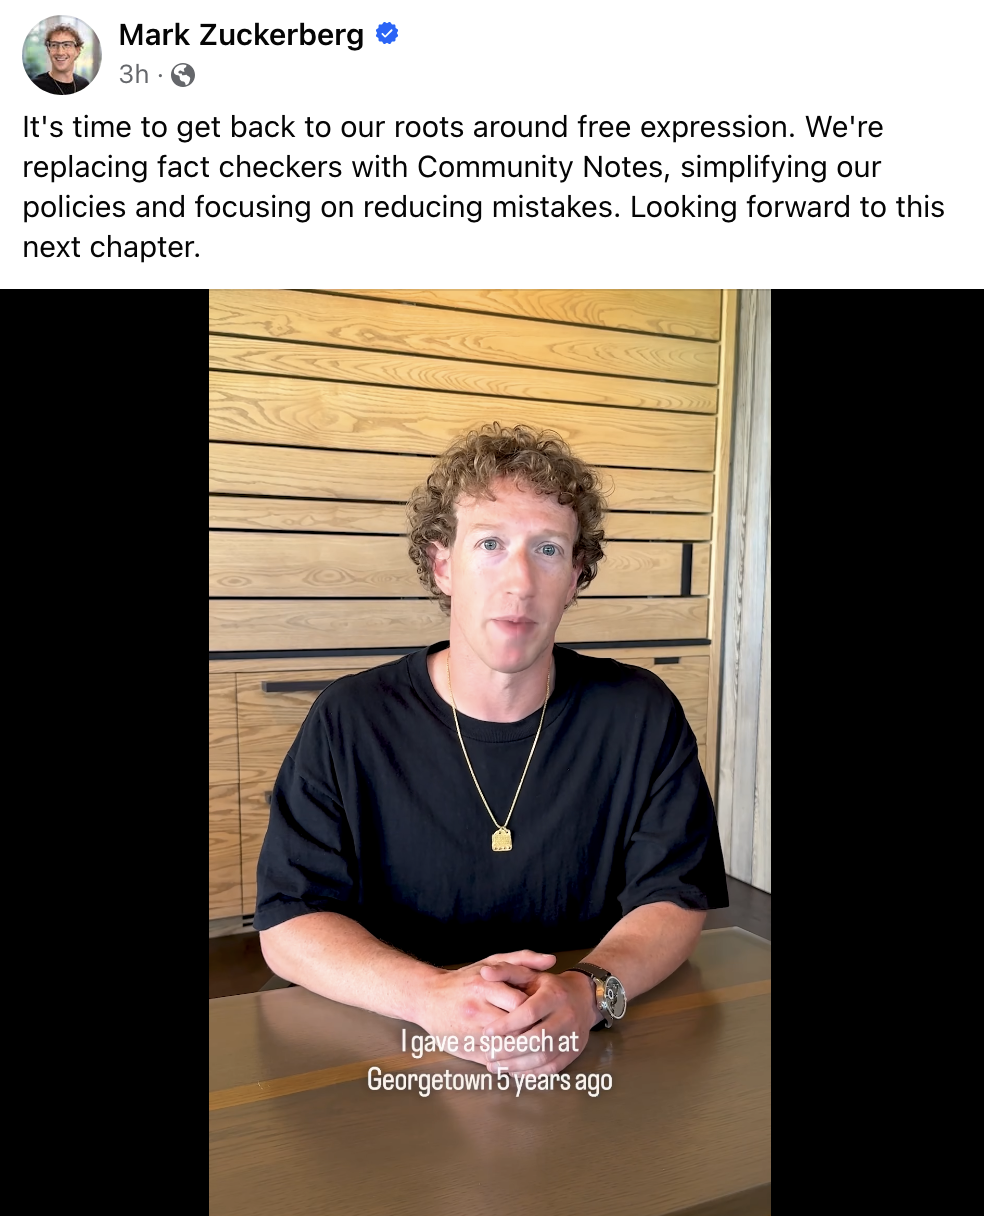 Mark Zuckerberg
3h ·
It's time to get back to our roots around free expression. We're
replacing fact checkers with Community Notes, simplifying our
policies and focusing on reducing mistakes. Looking forward to this
next chapter.
I gave a speech at
Georgetown 5 years ago